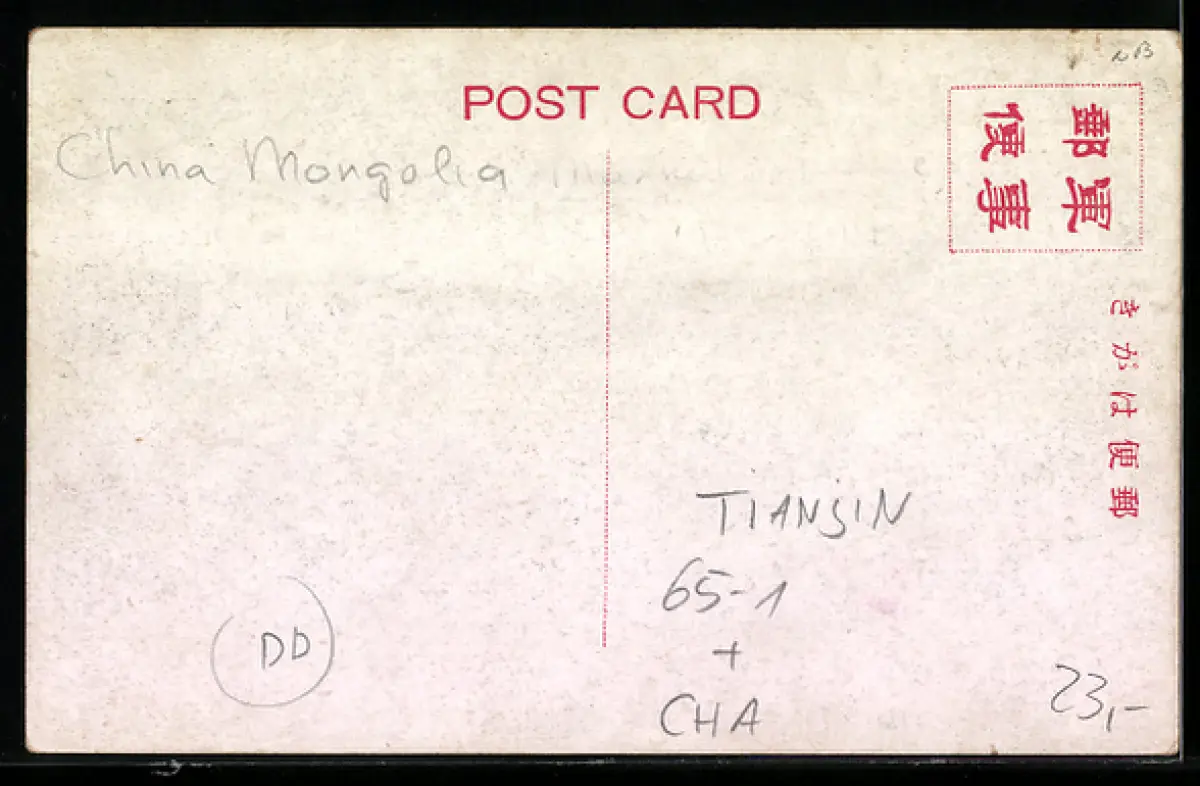 NB
POST CARD
China Mongolia
軍事
郵便
郵便はがき
TIANSIN
65-1
+
CHA
DD
23,-